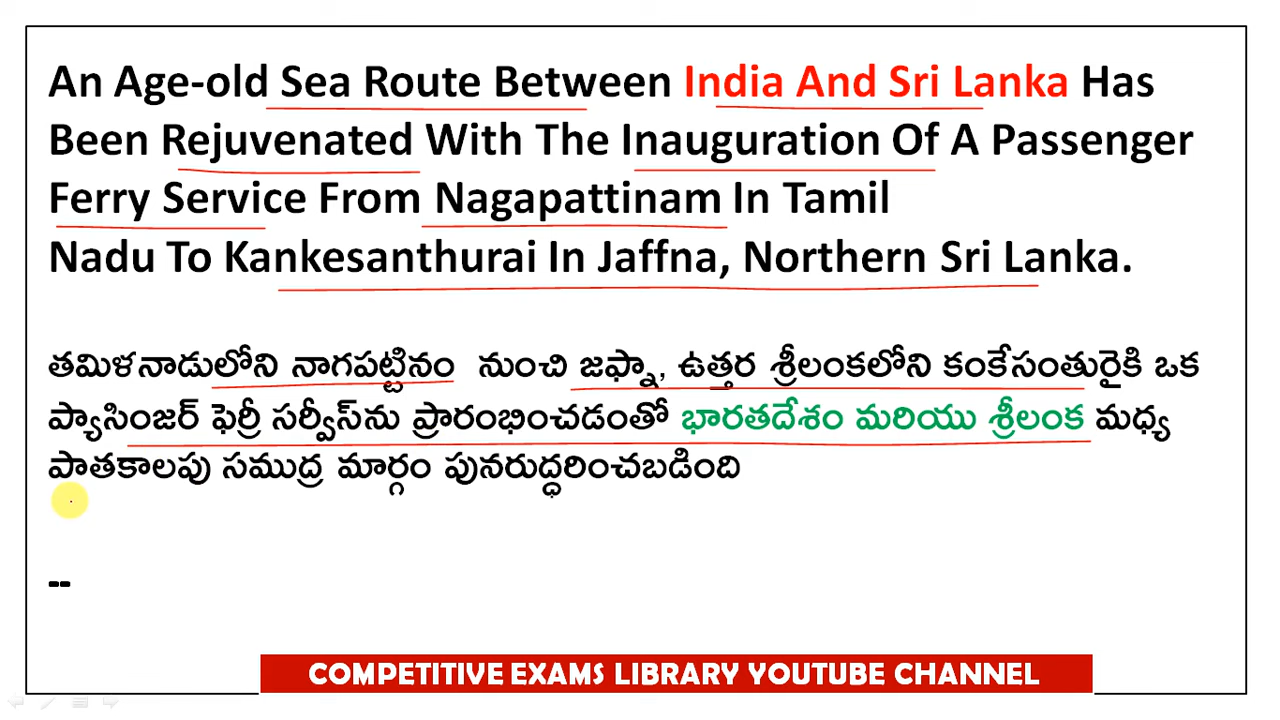 An Age-old Sea Route Between India And Sri Lanka Has
Been Rejuvenated With The Inauguration Of A Passenger
Ferry Service From Nagapattinam In Tamil
Nadu To Kankesanthurai In Jaffna, Northern Sri Lanka.
తమిళనాడులోని నాగపట్టినం నుంచి జఫ్నా, ఉత్తర శ్రీలంకలోని కంకేసంతురైకి ఒక
ప్యాసింజర్ ఫెర్రీ సర్వీస్‌ను ప్రారంభించడంతో భారతదేశం మరియు శ్రీలంక మధ్య
పాతకాలపు సముద్ర మార్గం పునరుద్ధరించబడింది
--
COMPETITIVE EXAMS LIBRARY YOUTUBE CHANNEL